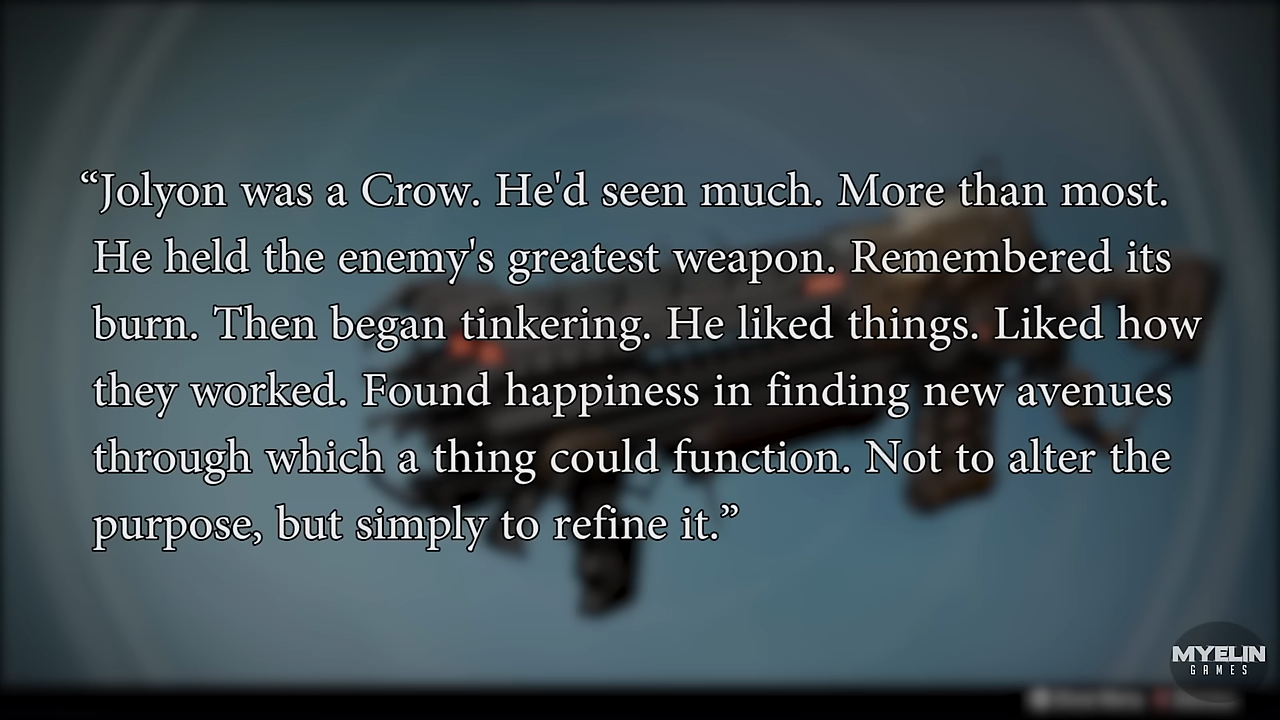 “Jolyon was a Crow. He'd seen much. More than most.
He held the enemy's greatest weapon. Remembered its
burn. Then began tinkering. He liked things. Liked how
they worked. Found happiness in finding new avenues
through which a thing could function. Not to alter the
purpose, but simply to refine it.”
MYELIN
GAMES